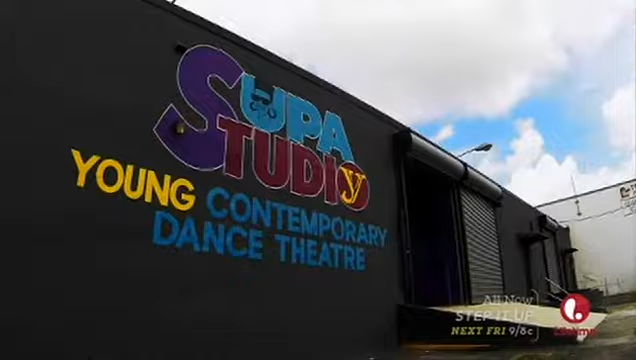 SUPA
STUDIO
y
YOUNG CONTEMPORARY
DANCE THEATRE
All New
STEP IT UP
NEXT FRI 9/8c
Lifetime